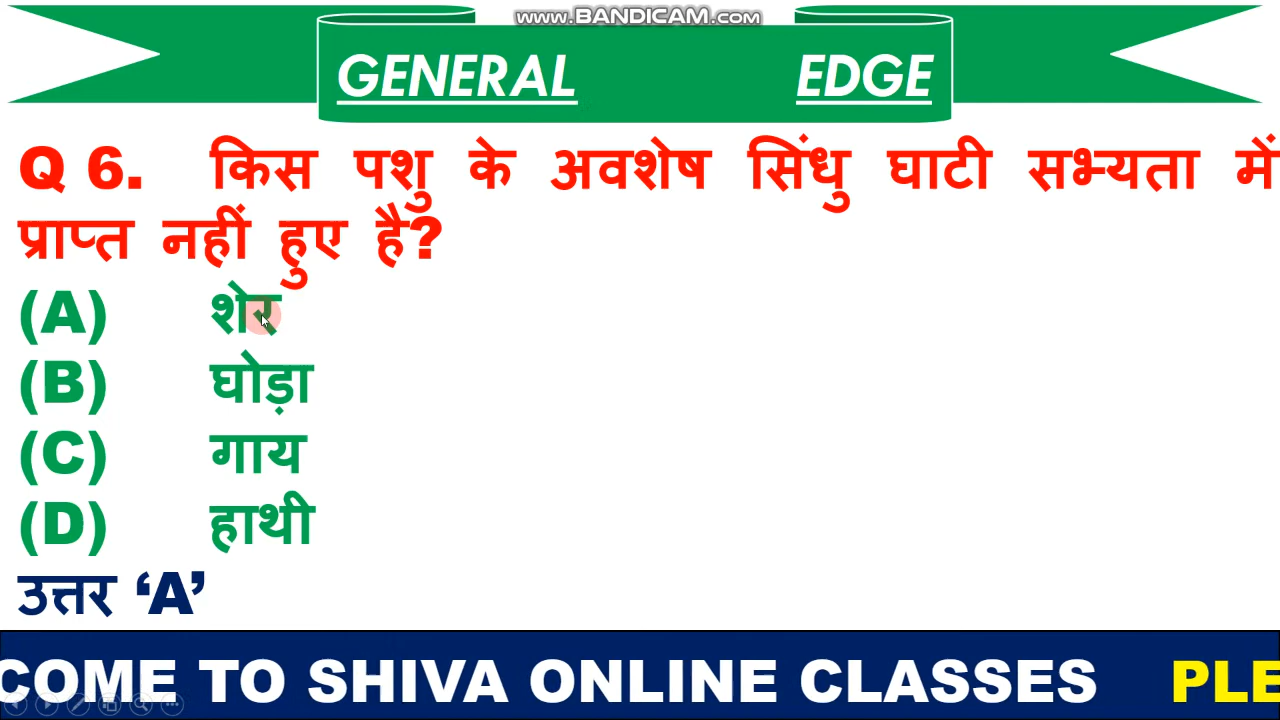 www.BANDICAM.com
GENERAL EDGE
Q 6. किस पशु के अवशेष सिंधु घाटी सभ्यता में
प्राप्त नहीं हुए है?
(A) शेर
(B) घोड़ा
(C) गाय
(D) हाथी
उत्तर ‘A’
COME TO SHIVA ONLINE CLASSES PLE